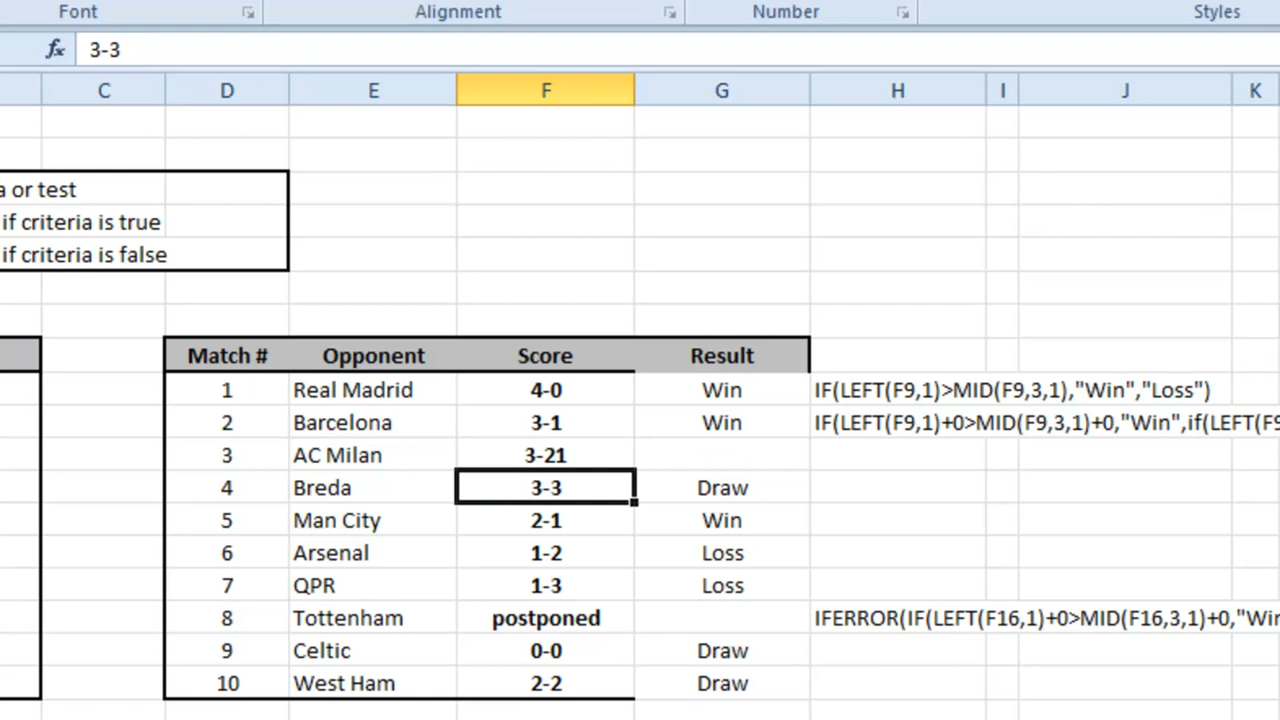 Font Alignment Number Styles
fx 3-3
C D E F G H I J K
a or test
if criteria is true
if criteria is false
Match # Opponent Score Result
1 Real Madrid 4-0 Win IF(LEFT(F9,1)>MID(F9,3,1),"Win","Loss")
2 Barcelona 3-1 Win IF(LEFT(F9,1)+0>MID(F9,3,1)+0,"Win",if(LEFT(F9
3 AC Milan 3-21
4 Breda 3-3 Draw
5 Man City 2-1 Win
6 Arsenal 1-2 Loss
7 QPR 1-3 Loss
8 Tottenham postponed IFERROR(IF(LEFT(F16,1)+0>MID(F16,3,1)+0,"Win
9 Celtic 0-0 Draw
10 West Ham 2-2 Draw